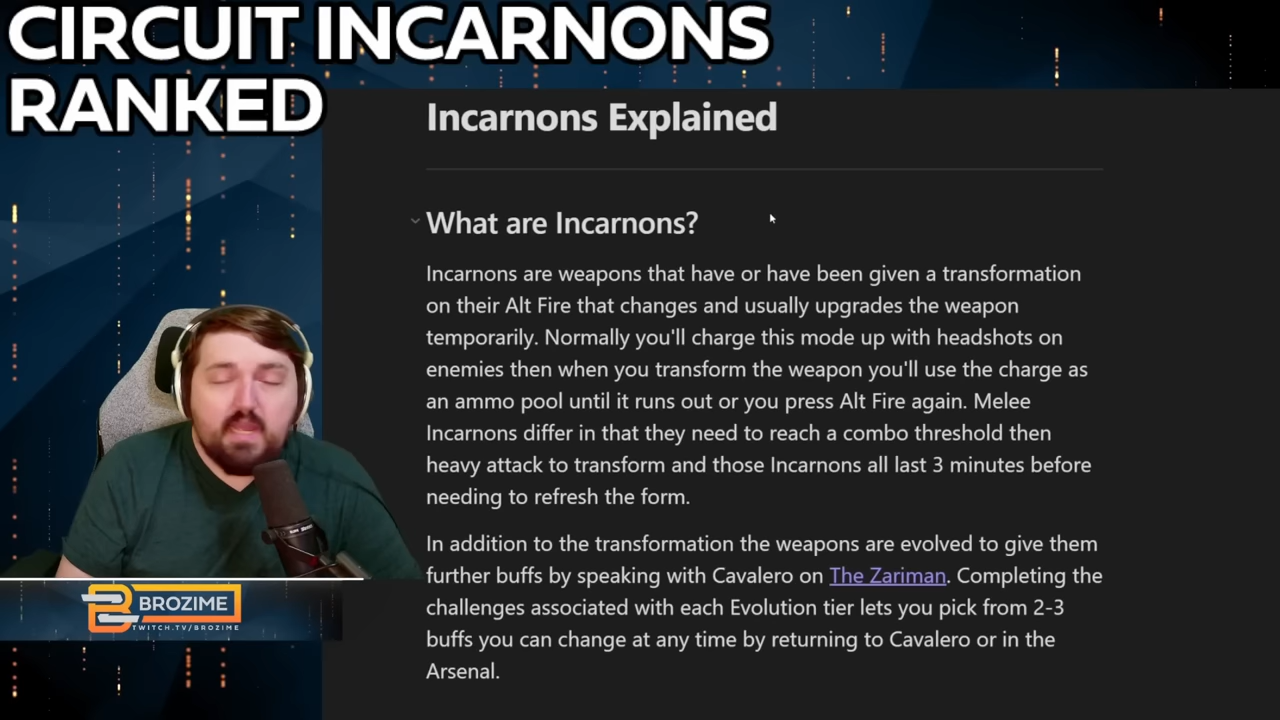 CIRCUIT INCARNONS
RANKED
Incarnons Explained
What are Incarnons?
Incarnons are weapons that have or have been given a transformation
on their Alt Fire that changes and usually upgrades the weapon
temporarily. Normally you'll charge this mode up with headshots on
enemies then when you transform the weapon you'll use the charge as
an ammo pool until it runs out or you press Alt Fire again. Melee
Incarnons differ in that they need to reach a combo threshold then
heavy attack to transform and those Incarnons all last 3 minutes before
needing to refresh the form.
In addition to the transformation the weapons are evolved to give them
further buffs by speaking with Cavalero on The Zariman. Completing the
challenges associated with each Evolution tier lets you pick from 2-3
buffs you can change at any time by returning to Cavalero or in the
Arsenal.
BROZIME
TWITCH.TV/BROZIME